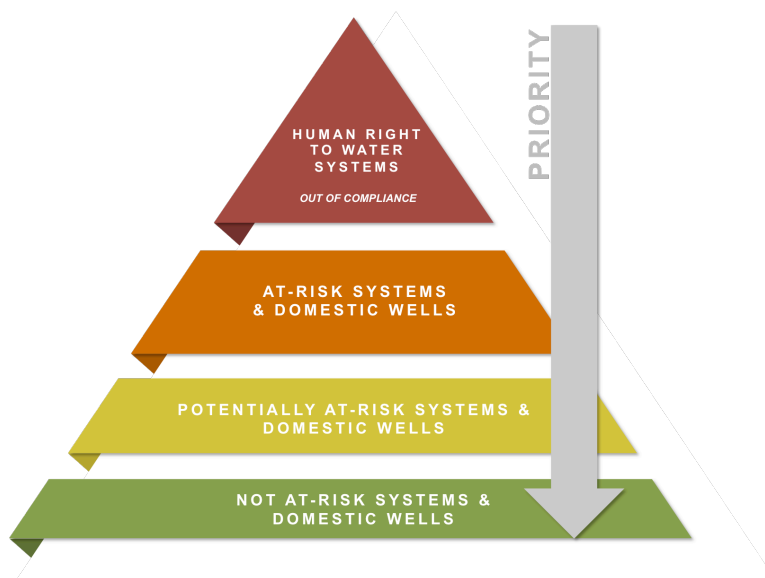 PRIORITY
HUMAN RIGHT
TO WATER
SYSTEMS
OUT OF COMPLIANCE
AT-RISK SYSTEMS
& DOMESTIC WELLS
POTENTIALLY AT-RISK SYSTEMS &
DOMESTIC WELLS
NOT AT-RISK SYSTEMS &
DOMESTIC WELLS